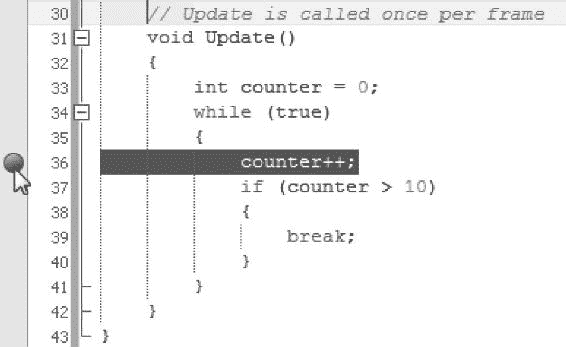 30 // Update is called once per frame
31 void Update()
32 {
33 int counter = 0;
34 while (true)
35 {
36 counter++;
37 if (counter > 10)
38 {
39 break;
40 }
41 }
42 }
43 }